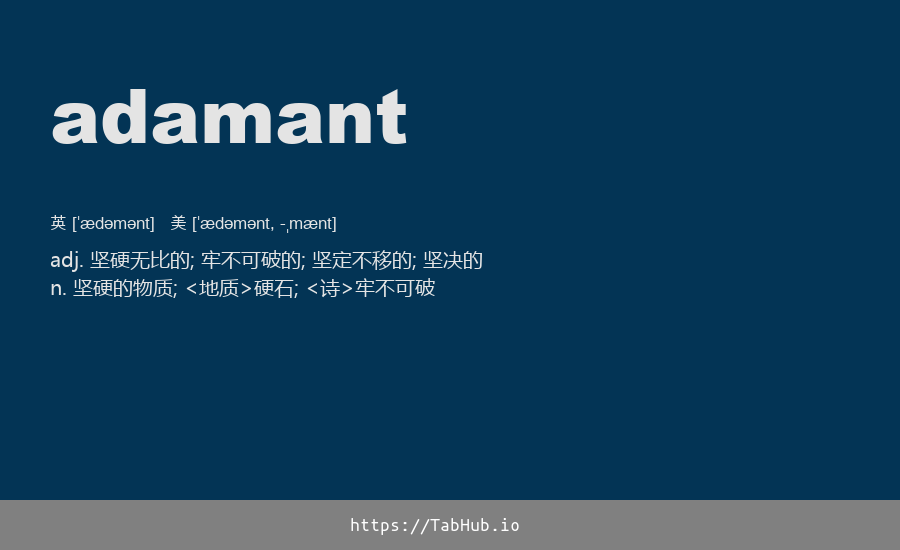 adamant
英 [ˈædəmənt] 美 [ˈædəmənt, -ˌmænt]
adj. 坚硬无比的; 牢不可破的; 坚定不移的; 坚决的
n. 坚硬的物质; <地质>硬石; <诗>牢不可破
https://TabHub.io